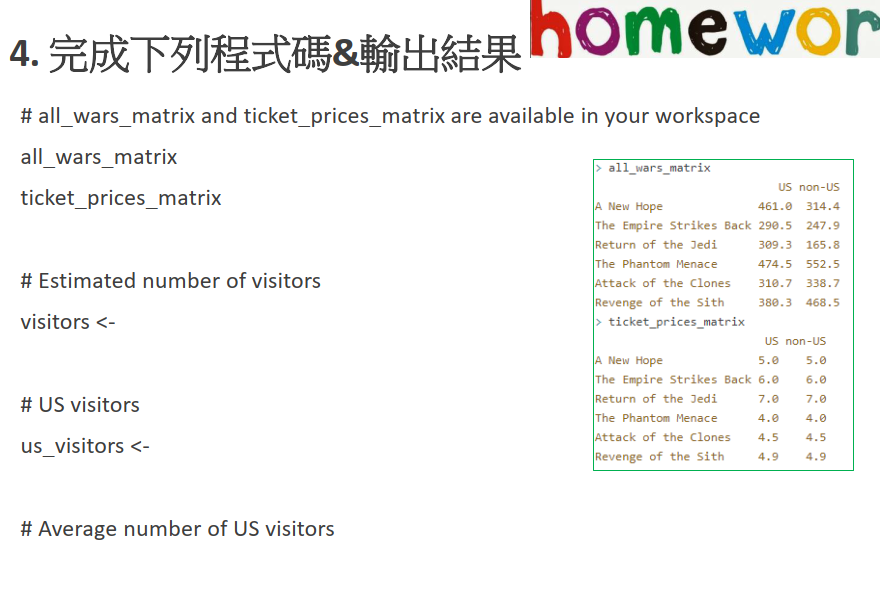 4. 完成下列程式碼&輸出結果
homewor
# all_wars_matrix and ticket_prices_matrix are available in your workspace
all_wars_matrix
ticket_prices_matrix
# Estimated number of visitors
visitors <-
# US visitors
us_visitors <-
# Average number of US visitors
> all_wars_matrix
US non-US
A New Hope 461.0 314.4
The Empire Strikes Back 290.5 247.9
Return of the Jedi 309.3 165.8
The Phantom Menace 474.5 552.5
Attack of the Clones 310.7 338.7
Revenge of the Sith 380.3 468.5
> ticket_prices_matrix
US non-US
A New Hope 5.0 5.0
The Empire Strikes Back 6.0 6.0
Return of the Jedi 7.0 7.0
The Phantom Menace 4.0 4.0
Attack of the Clones 4.5 4.5
Revenge of the Sith 4.9 4.9